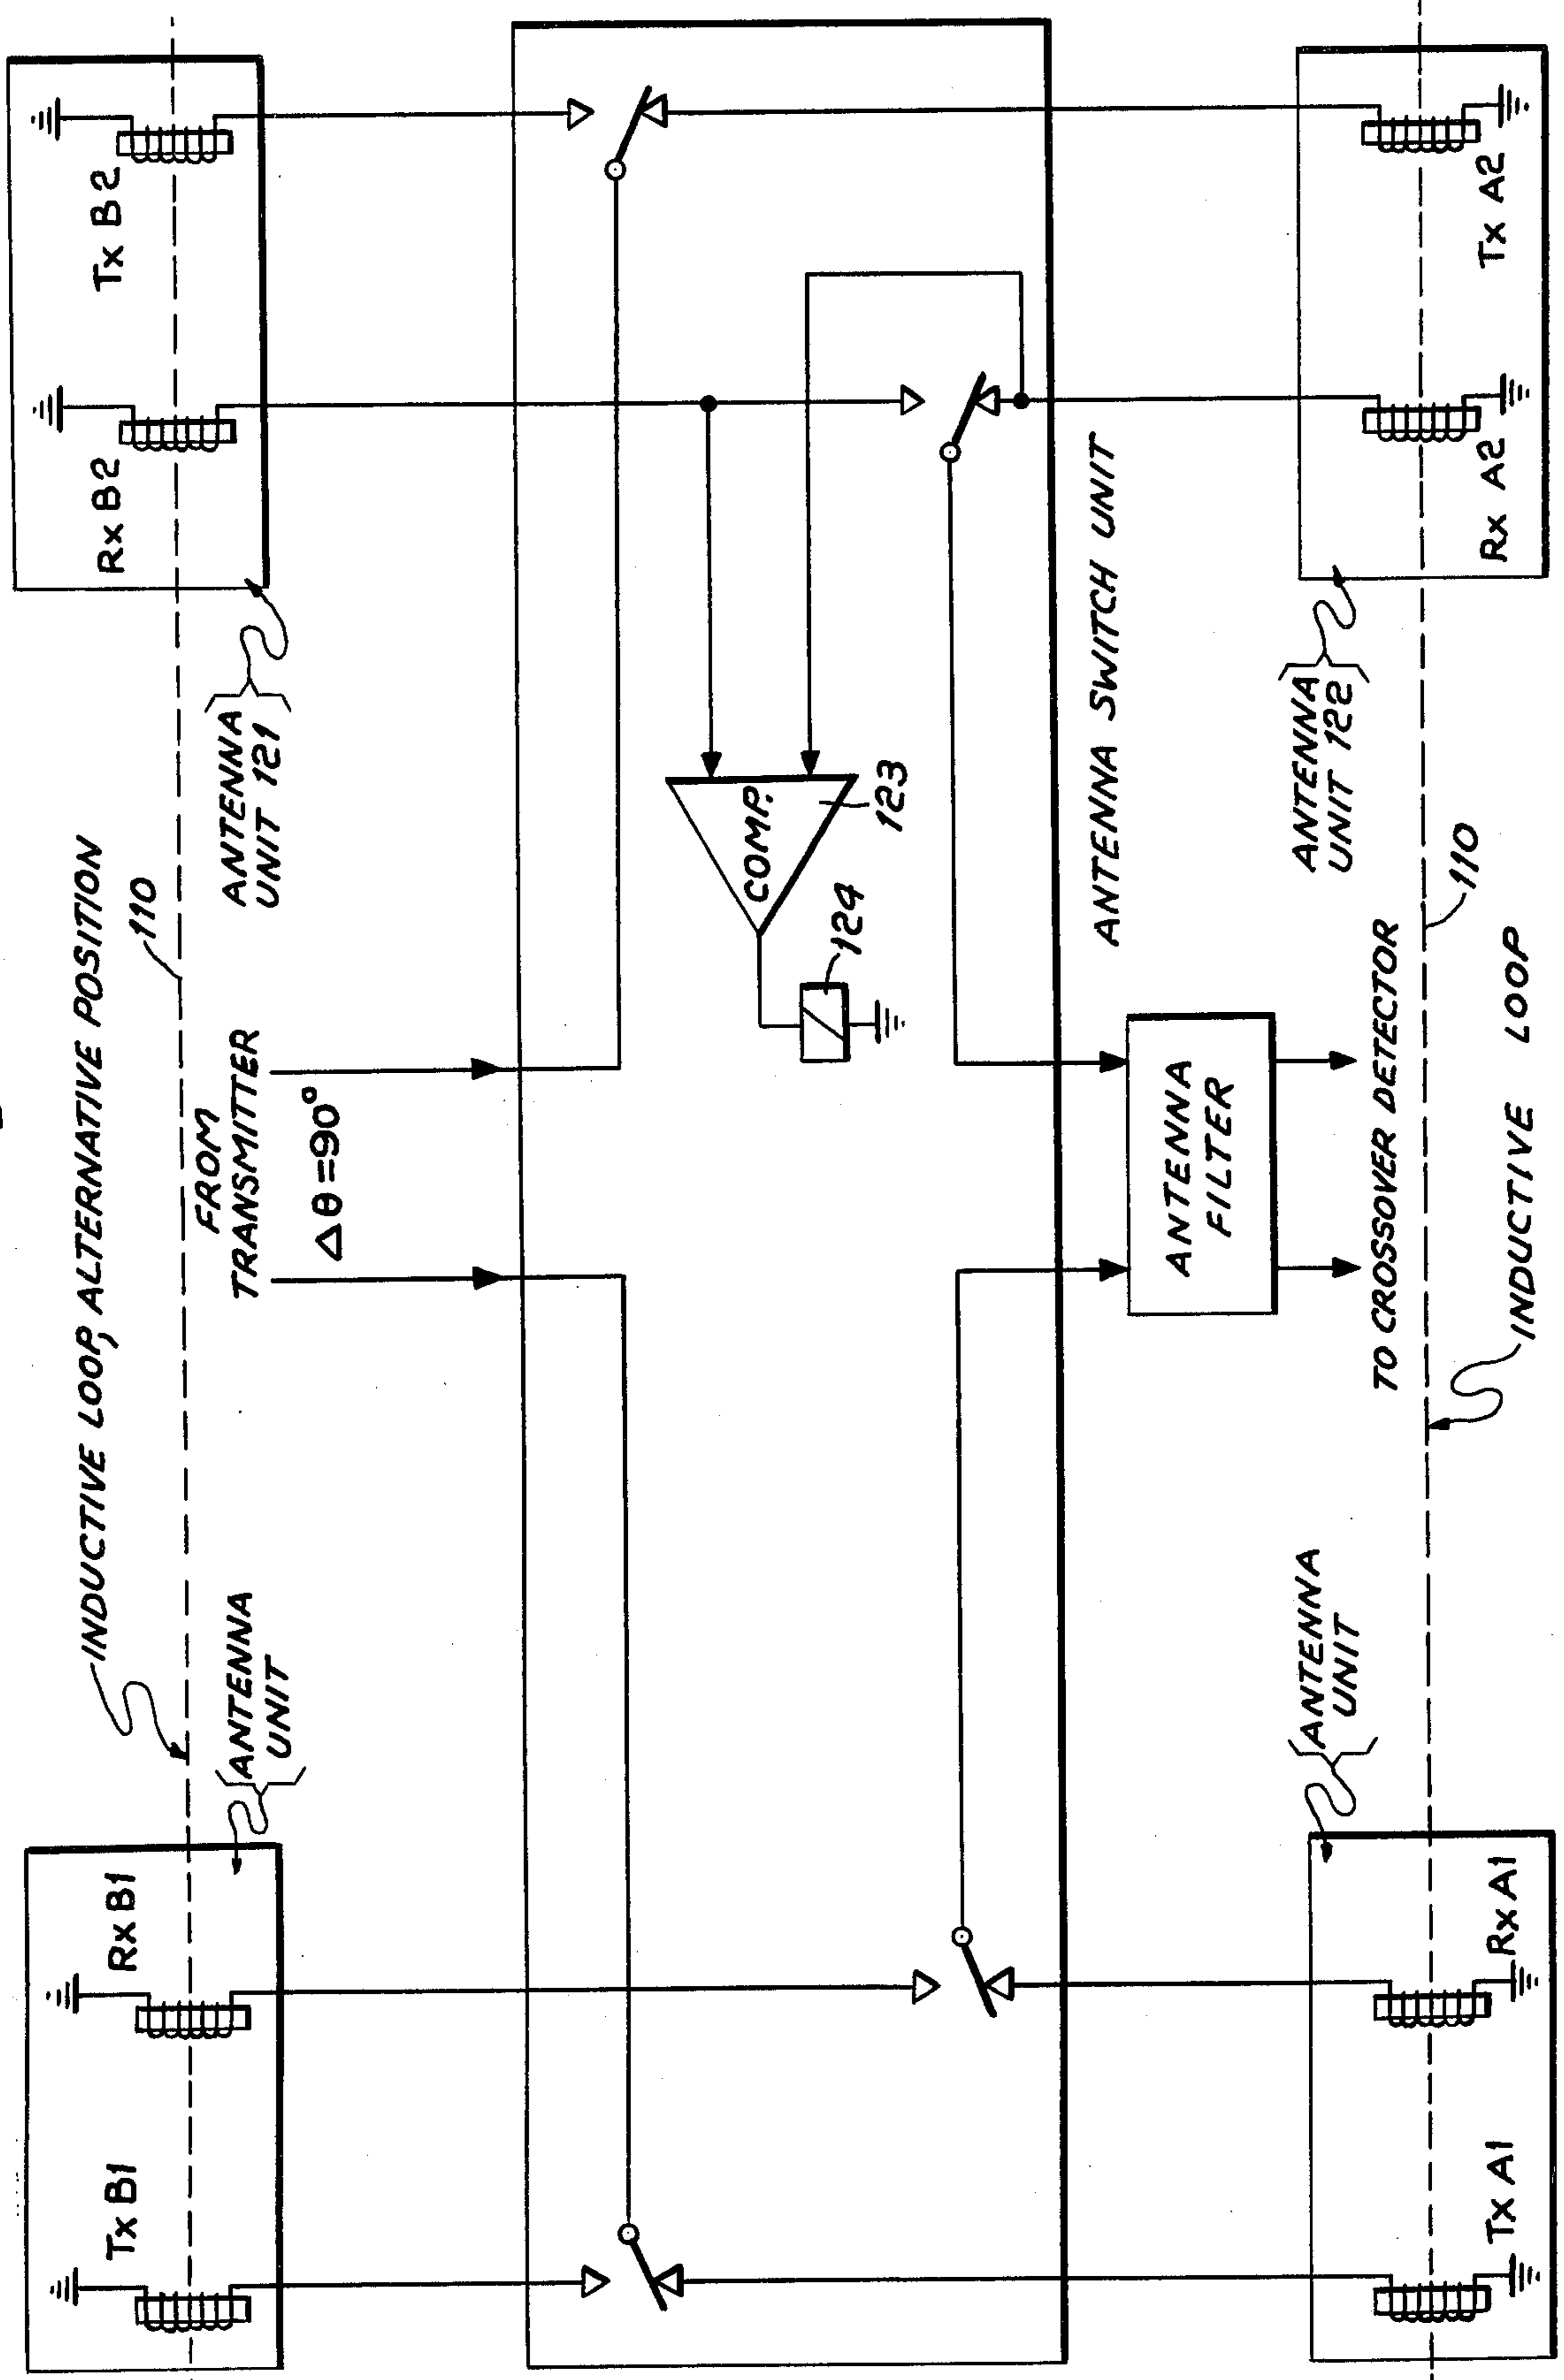 INDUCTIVE LOOP, ALTERNATIVE POSITION
110
Tx B1
Rx B1
Rx B2
Tx B2
ANTENNA
UNIT
FROM
TRANSMITTER
Δθ=90°
ANTENNA
UNIT 121
COMP.
123
124
ANTENNA SWITCH UNIT
ANTENNA
FILTER
ANTENNA
UNIT
TO CROSSOVER DETECTOR
ANTENNA
UNIT 122
110
Tx A1
Rx A1
Rx A2
Tx A2
INDUCTIVE LOOP